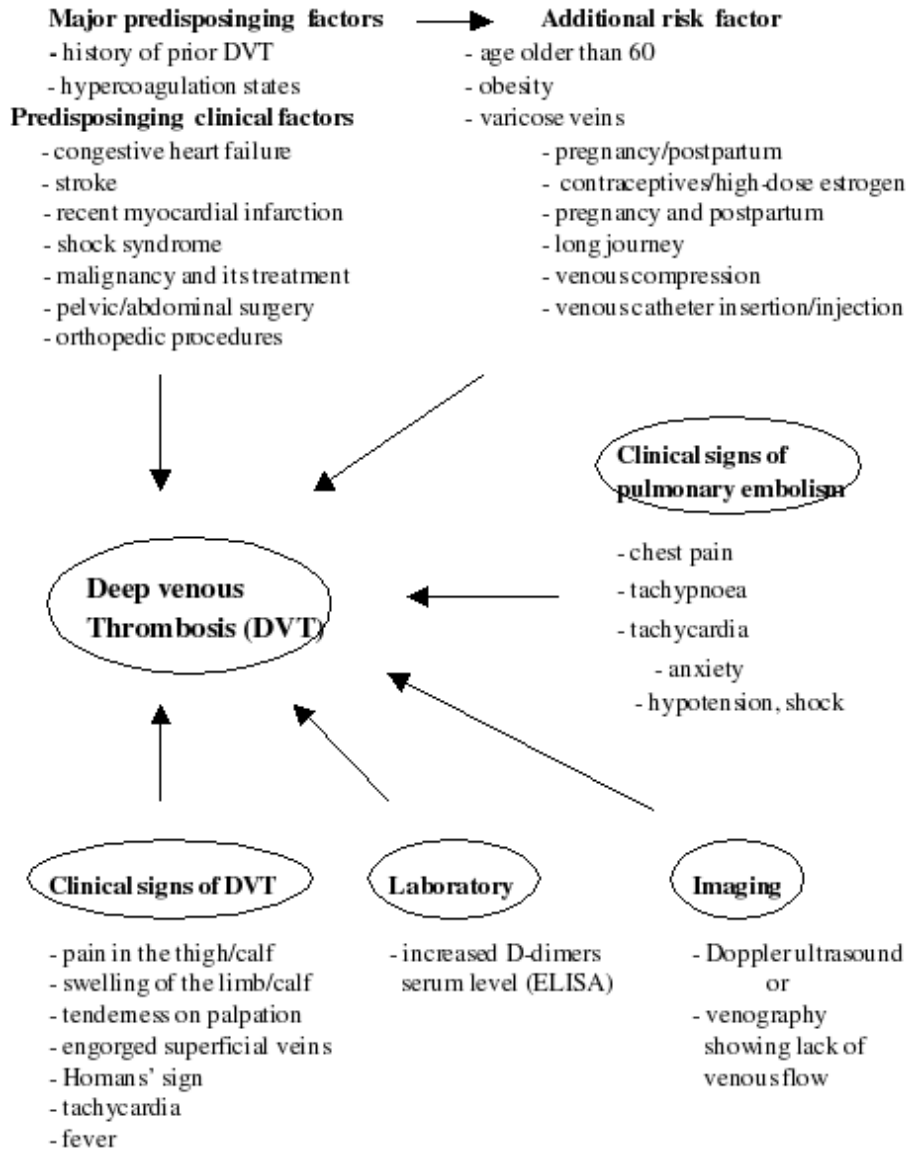 Major predisposinging factors
- history of prior DVT
- hypercoagulation states
Predisposinging clinical factors
- congestive heart failure
- stroke
- recent myocardial infarction
- shock syndrome
- malignancy and its treatment
- pelvic/abdominal surgery
- orthopedic procedures
Additional risk factor
- age older than 60
- obesity
- varicose veins
- pregnancy/postpartum
- contraceptives/high-dose estrogen
- pregnancy and postpartum
- long journey
- venous compression
- venous catheter insertion/injection
Clinical signs of
pulmonary embolism
- chest pain
- tachypnoea
- tachycardia
- anxiety
- hypotension, shock
Deep venous
Thrombosis (DVT)
Clinical signs of DVT
- pain in the thigh/calf
- swelling of the limb/calf
- tenderness on palpation
- engorged superficial veins
- Homans’ sign
- tachycardia
- fever
Laboratory
- increased D-dimers
serum level (ELISA)
Imaging
- Doppler ultrasound
or
- venography
showing lack of
venous flow